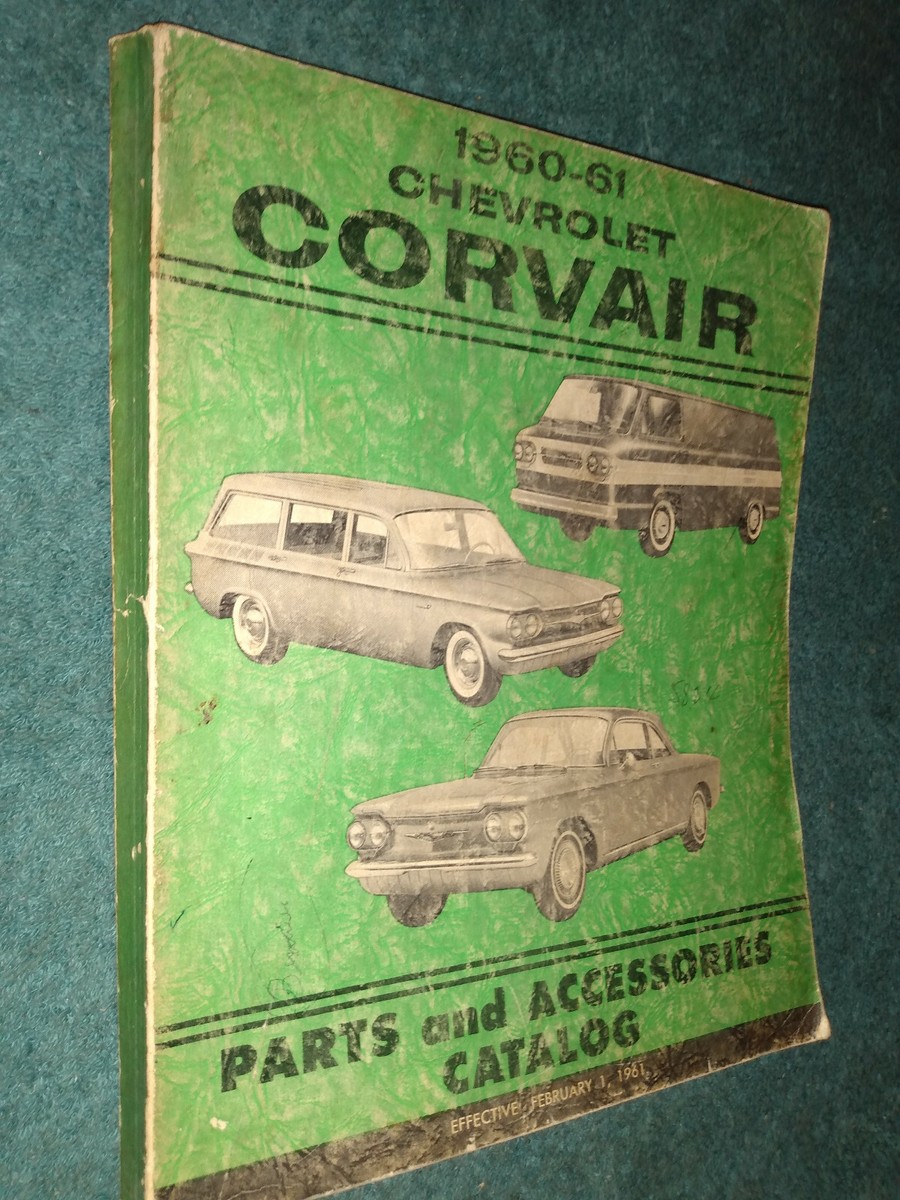 1960-61
CHEVROLET
CORVAIR
PARTS and ACCESSORIES
CATALOG
EFFECTIVE FEBRUARY 1, 1961